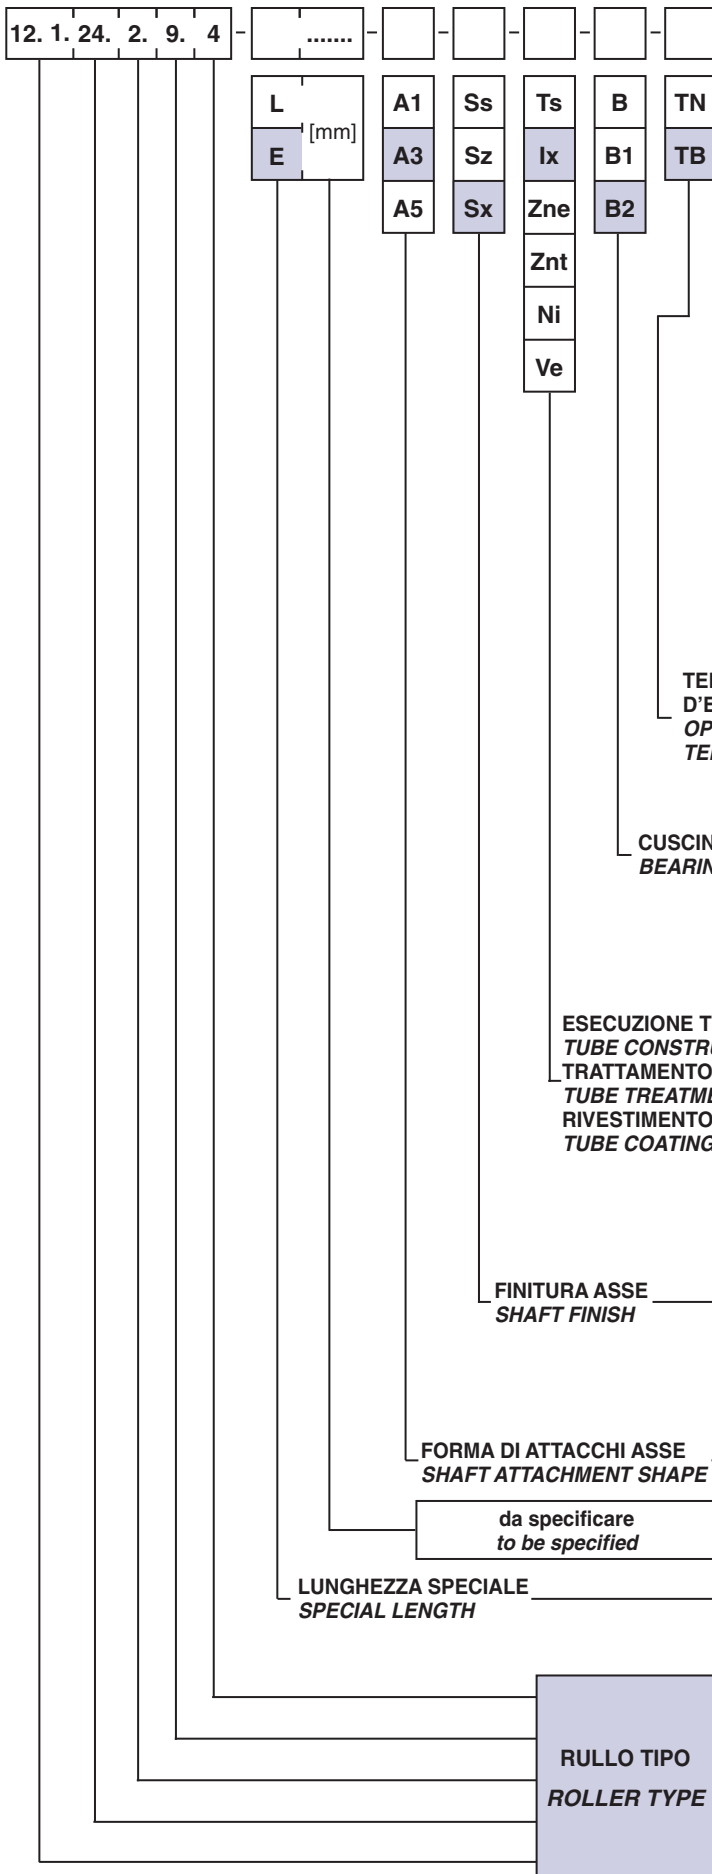 12. 1. 24. 2. 9. 4 - ....... - - - - -
L A1 Ss Ts B TN
[mm]
E A3 Sz Ix B1 TB
A5 Sx Zne B2
Znt
Ni
Ve
CUSCIN
BEARIN
ESECUZIONE T
TUBE CONSTRU
TRATTAMENTO
TUBE TREATME
RIVESTIMENTO
TUBE COATING
FINITURA ASSE
SHAFT FINISH
FORMA DI ATTACCHI ASSE
SHAFT ATTACHMENT SHAPE
da specificare
to be specified
LUNGHEZZA SPECIALE
SPECIAL LENGTH
RULLO TIPO
ROLLER TYPE